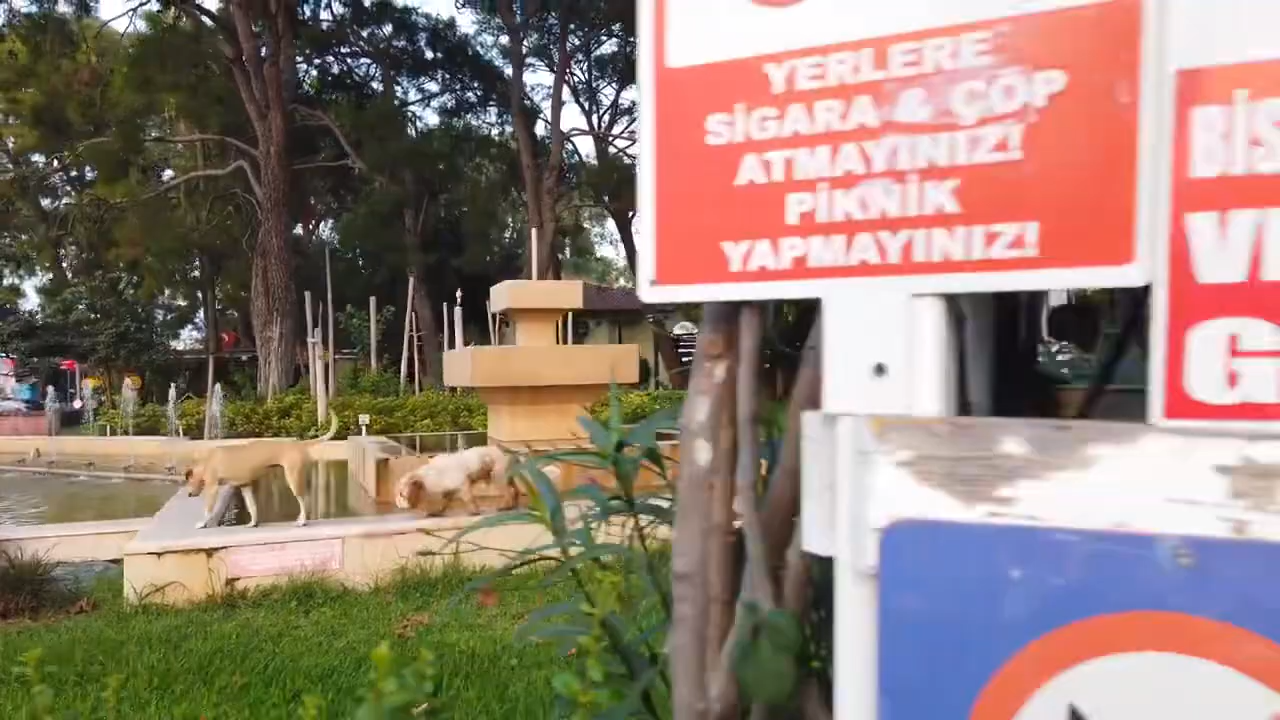 YERLERE
SİGARA & ÇÖP
ATMAYINIZ!
PİKNİK
YAPMAYINIZ!